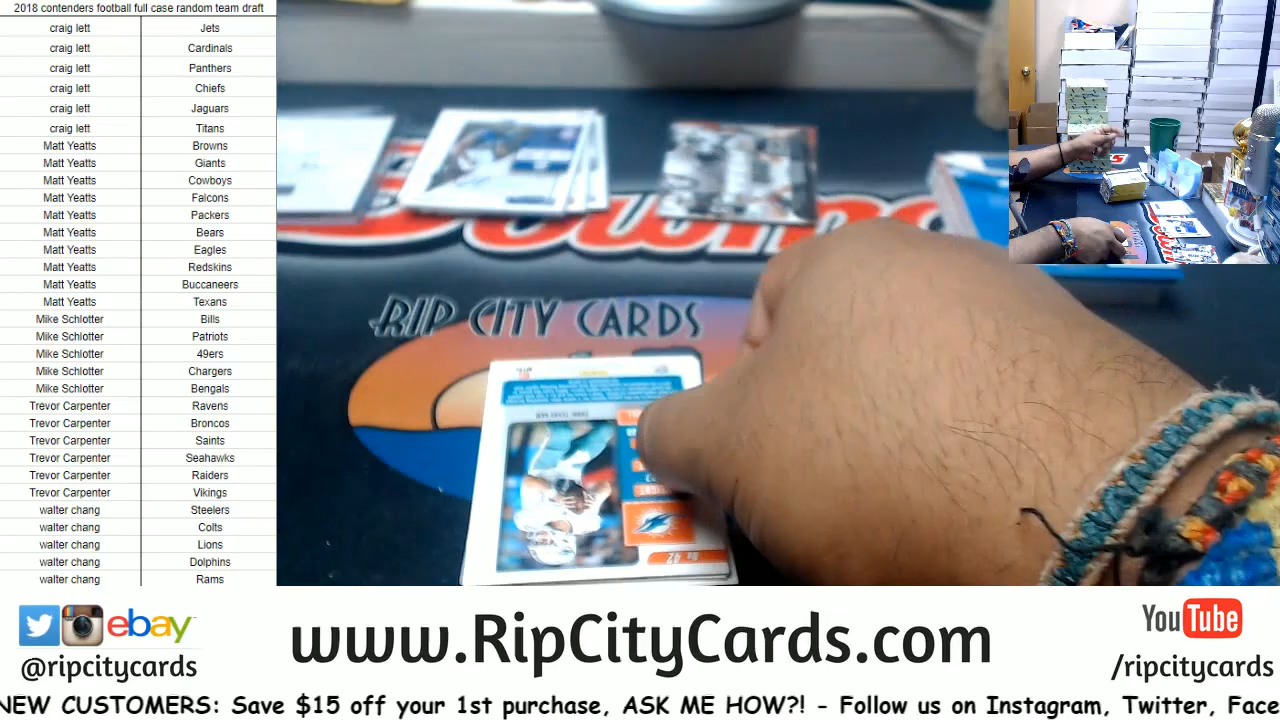 2018 contenders football full case random team draft
craig lett Jets
craig lett Cardinals
craig lett Panthers
craig lett Chiefs
craig lett Jaguars
craig lett Titans
Matt Yeatts Browns
Matt Yeatts Giants
Matt Yeatts Cowboys
Matt Yeatts Falcons
Matt Yeatts Packers
Matt Yeatts Bears
Matt Yeatts Eagles
Matt Yeatts Redskins
Matt Yeatts Buccaneers
Matt Yeatts Texans
Mike Schlotter Bills
Mike Schlotter Patriots
Mike Schlotter 49ers
Mike Schlotter Chargers
Mike Schlotter Bengals
Trevor Carpenter Ravens
Trevor Carpenter Broncos
Trevor Carpenter Saints
Trevor Carpenter Seahawks
Trevor Carpenter Raiders
Trevor Carpenter Vikings
walter chang Steelers
walter chang Colts
walter chang Lions
walter chang Dolphins
walter chang Rams
RIP CITY CARDS
No. 42
ebay
@ripcitycards
www.RipCityCards.com
YouTube
/ripcitycards
NEW CUSTOMERS: Save $15 off your 1st purchase, ASK ME HOW?! - Follow us on Instagram, Twitter, Face